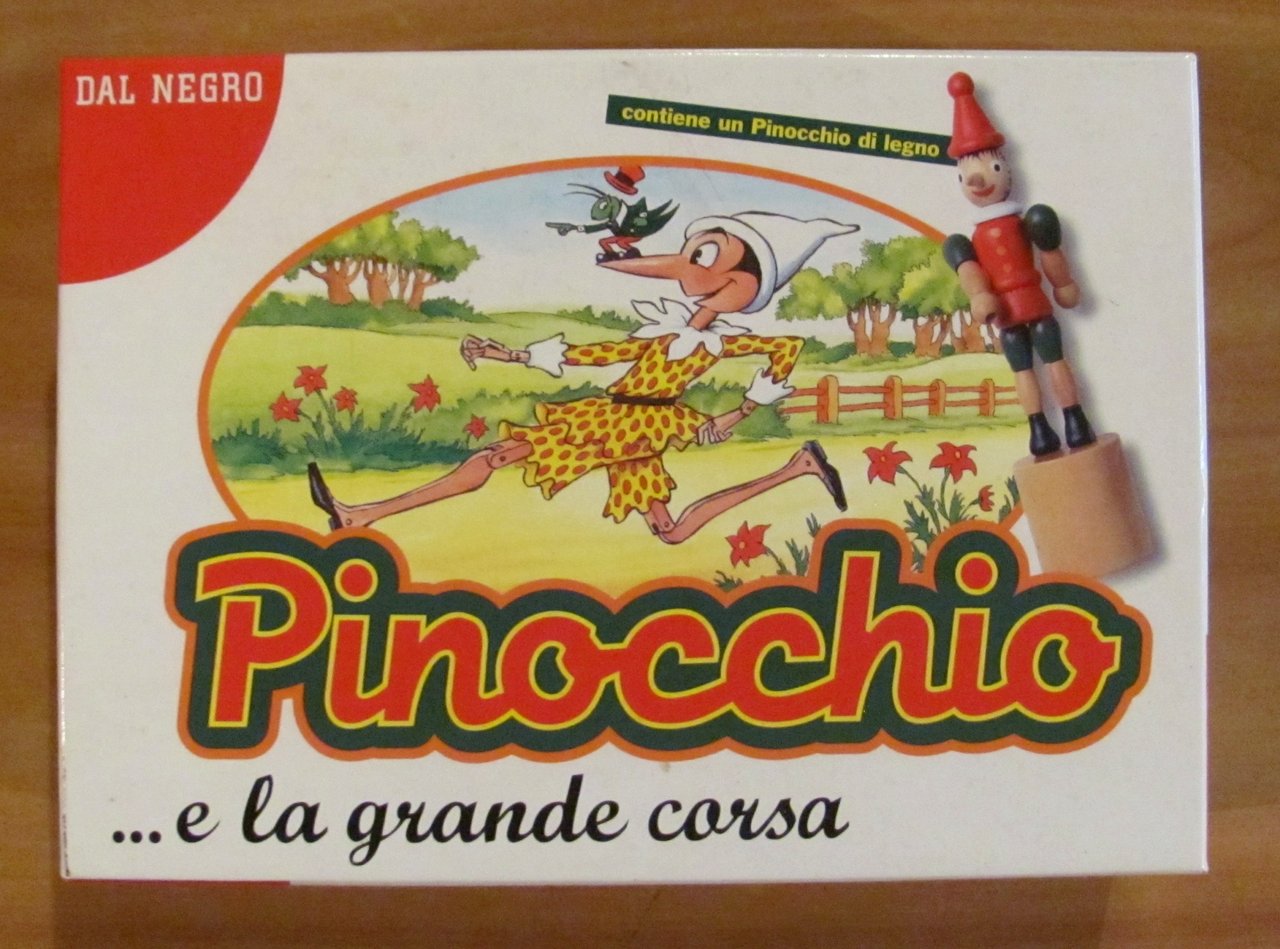 DAL NEGRO
contiene un Pinocchio di legno
Pinocchio
...e la grande corsa